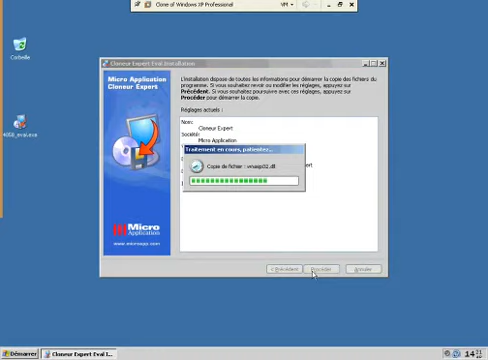 Clone of Windows XP Professional
VM
Corbeille
Cloneur Expert Eval Installation
Micro Application
Cloneur Expert
L'installation dispose de toutes les informations pour démarrer la copie des fichiers du
programme. Si vous souhaitez revoir ou modifier les réglages, appuyez sur
Précédent. Si vous souhaitez poursuivre avec ces réglages, appuyez sur
Procéder pour démarrer la copie.
Réglages actuels :
Nom:
Cloneur Expert
Société:
Micro Application
Traitement en cours, patientez...
Copie de fichier :
Micro
Application
www.microapp.com
< Précédent
Procéder
Annuler
Démarrer
Cloneur Expert Eval I...
14:21